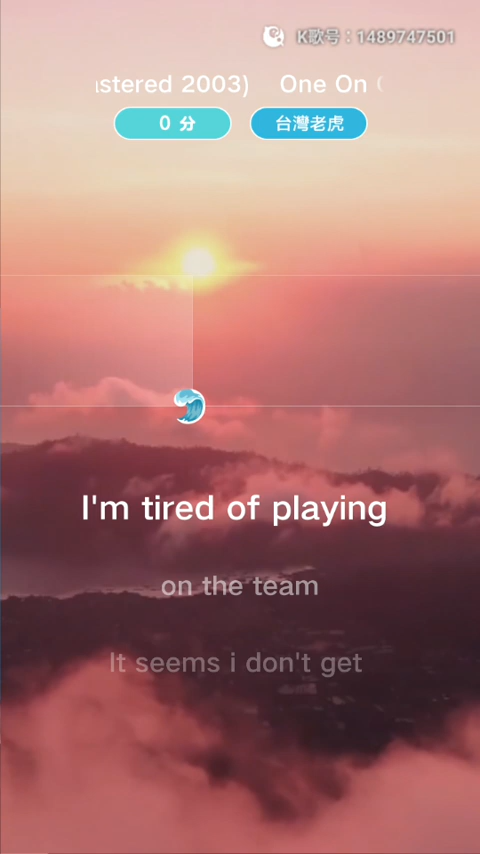 K歌号：1489747501
astered 2003) One On
0 分
台灣老虎
I'm tired of playing
on the team
It seems i don't get